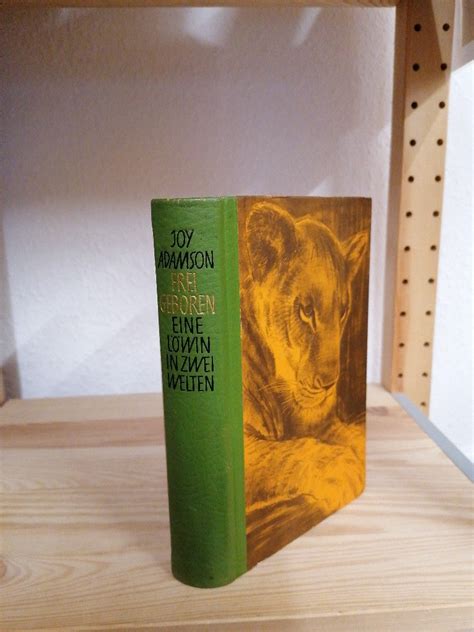 JOY
ADAMSON
FREI
GEBOREN
EINE
LÖWIN
IN ZWEI
WELTEN